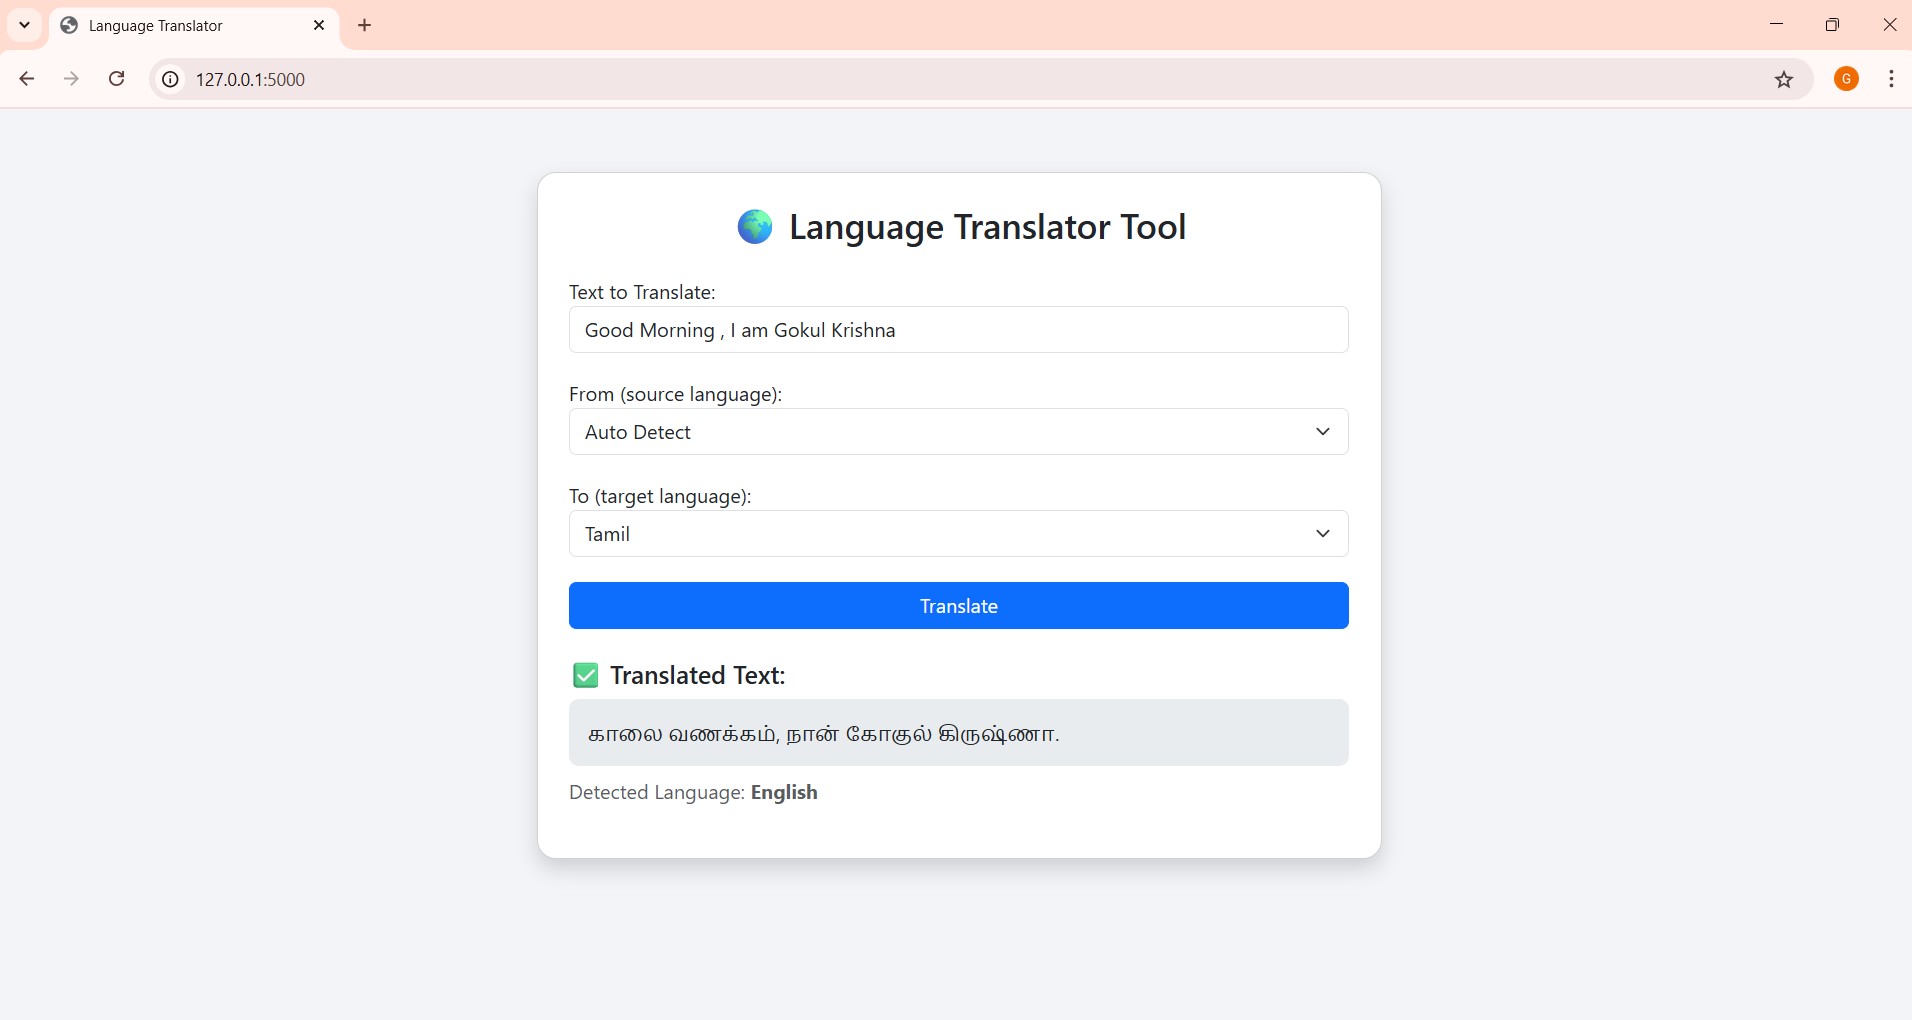 Language Translator
127.0.0.1:5000
G
Language Translator Tool
Text to Translate:
Good Morning , I am Gokul Krishna
From (source language):
Auto Detect
To (target language):
Tamil
Translate
Translated Text:
காலை வணக்கம், நான் கோகுல் கிருஷ்ணா.
Detected Language: English